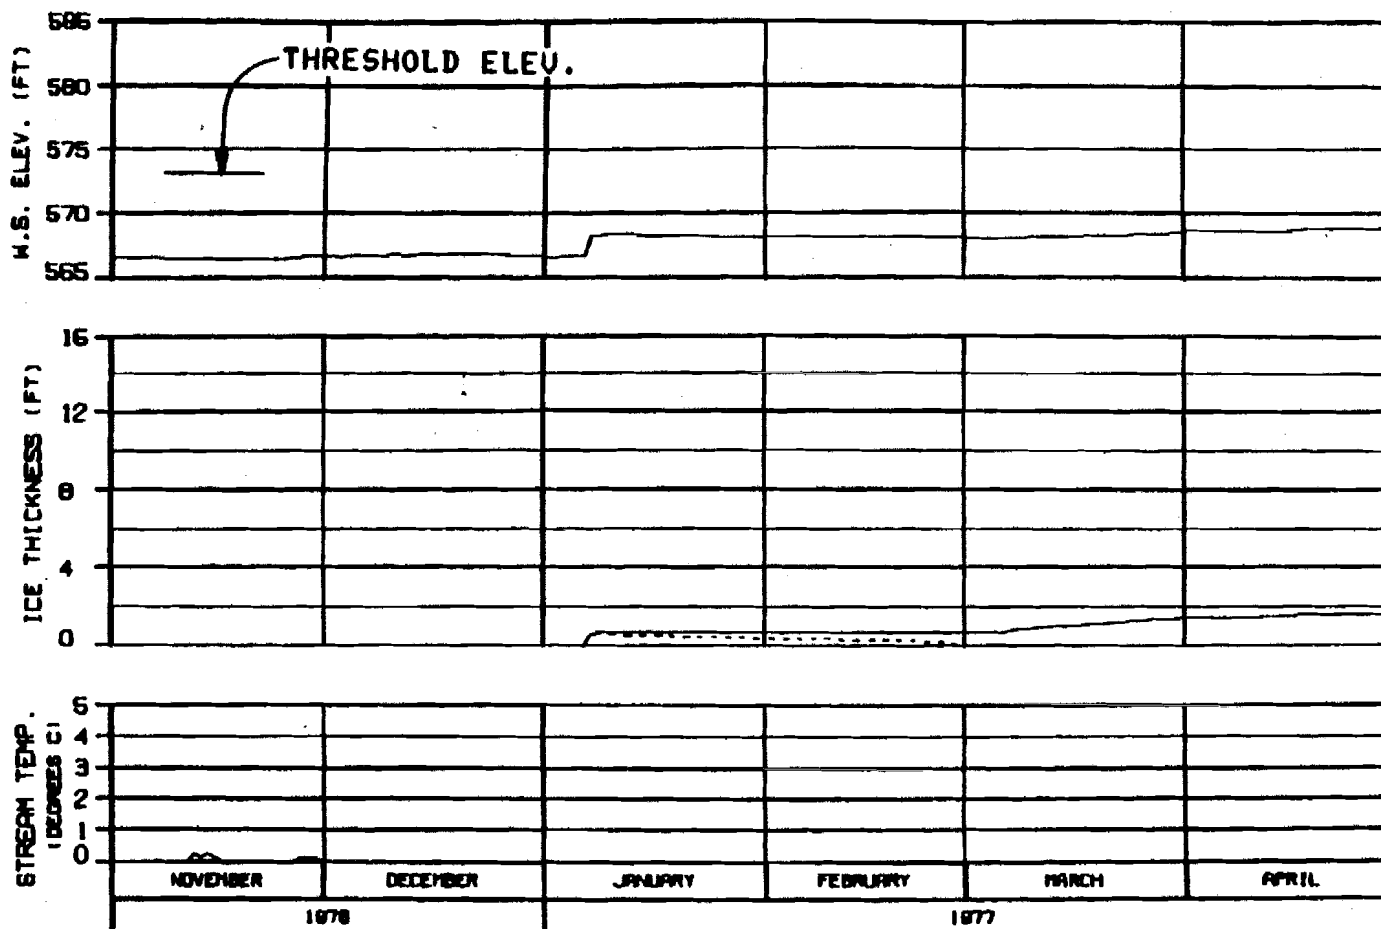 585
THRESHOLD ELEV.
580
575
570
565
W.S. ELEV. (FT)
16
12
8
4
0
ICE THICKNESS (FT)
5
4
3
2
1
0
STREAM TEMP.
(DEGREES C)
NOVEMBER DECEMBER JANUARY FEBRUARY MARCH APRIL
1976 1977